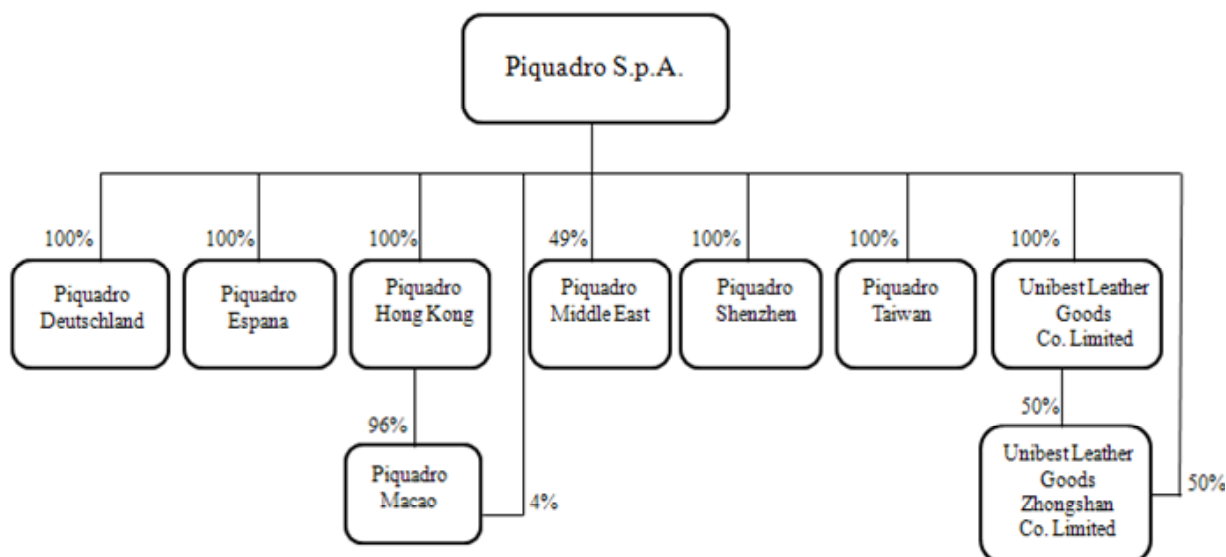 Piquadro S.p.A.
100%
100%
100%
49%
100%
100%
100%
Piquadro
Deutschland
Piquadro
Espana
Piquadro
Hong Kong
Piquadro
Middle East
Piquadro
Shenzhen
Piquadro
Taiwan
Unibest Leather
Goods
Co. Limited
96%
50%
Piquadro
Macao
4%
Unibest Leather
Goods
Zhongshan
Co. Limited
50%